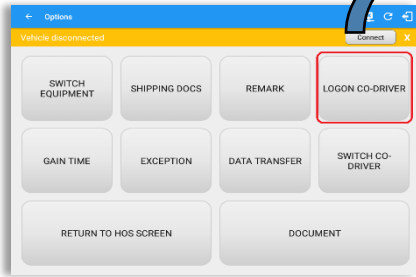 ← Options
Vehicle disconnected
Connect X
SWITCH
EQUIPMENT
SHIPPING DOCS
REMARK
LOGON CO-DRIVER
GAIN TIME
EXCEPTION
DATA TRANSFER
SWITCH CO-
DRIVER
RETURN TO HOS SCREEN
DOCUMENT